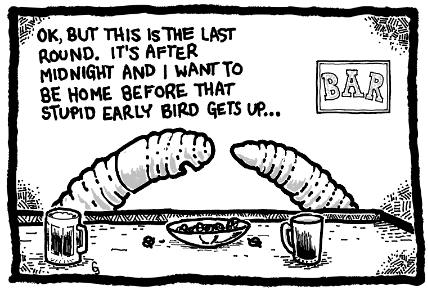 OK, BUT THIS IS THE LAST
ROUND. IT'S AFTER
MIDNIGHT AND I WANT TO
BE HOME BEFORE THAT
STUPID EARLY BIRD GETS UP...
BAR
G